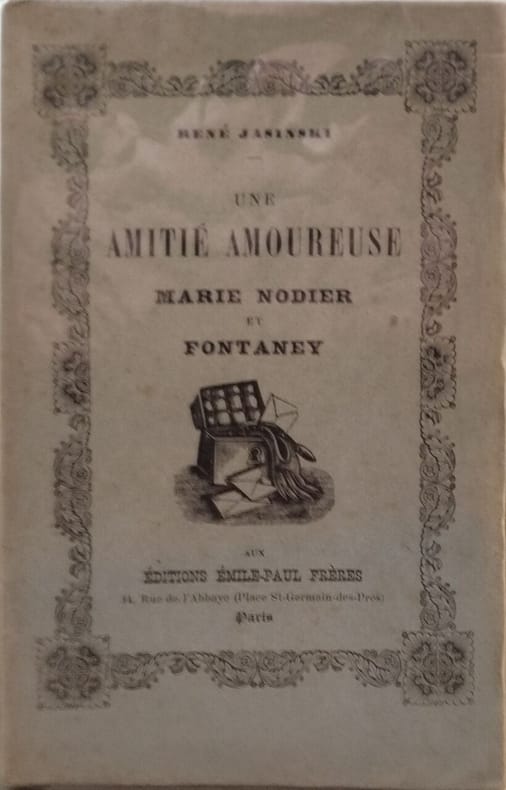 RENÉ JASINSKI
UNE
AMITIÉ AMOUREUSE
MARIE NODIER
ET
FONTANEY
AUX
ÉDITIONS ÉMILE-PAUL FRÈRES
14, Rue de l'Abbaye (Place St-Germain-des-Prés)
Paris